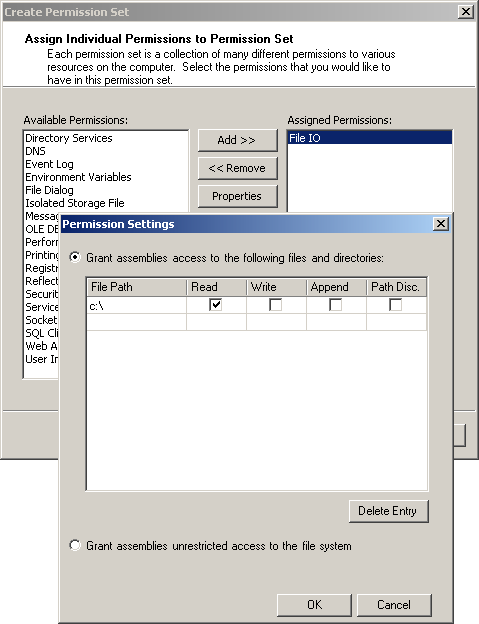 Create Permission Set
Assign Individual Permissions to Permission Set
Each permission set is a collection of many different permissions to various
resources on the computer. Select the permissions that you would like to
have in this permission set.
Available Permissions:
Directory Services
DNS
Event Log
Environment Variables
File Dialog
Isolated Storage File
Add >>
<< Remove
Properties
Assigned Permissions:
File IO
Permission Settings
Grant assemblies access to the following files and directories:
File Path Read Write Append Path Disc.
c:\
Delete Entry
Grant assemblies unrestricted access to the file system
OK Cancel